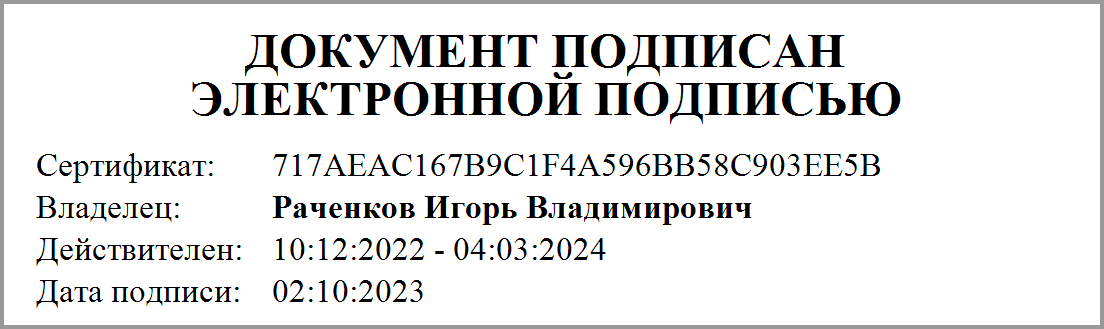 ДОКУМЕНТ ПОДПИСАН
ЭЛЕКТРОННОЙ ПОДПИСЬЮ
Сертификат: 717AEAC167B9C1F4A596BB58C903EE5B
Владелец: Раченков Игорь Владимирович
Действителен: 10:12:2022 - 04:03:2024
Дата подписи: 02:10:2023